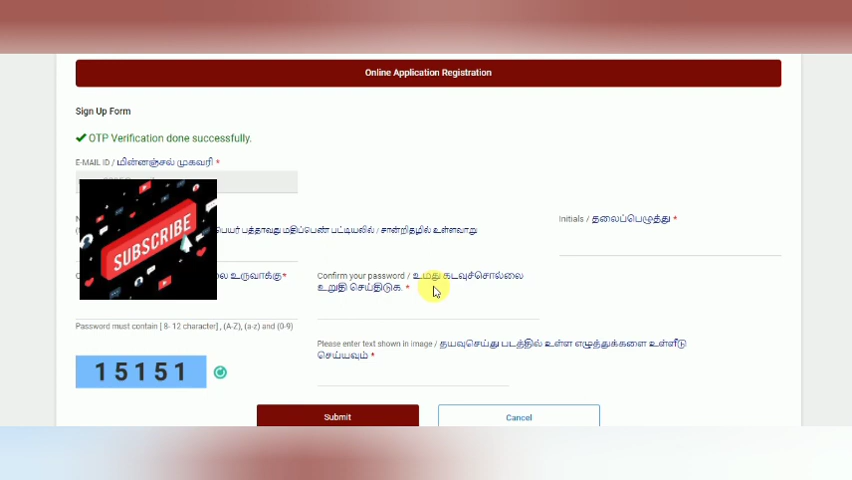 Online Application Registration
Sign Up Form
OTP Verification done successfully.
E-MAIL ID / மின்னஞ்சல் முகவரி *
Initials / தலைப்பெழுத்து *
பத்தாவது மதிப்பெண் பட்டியலில் / சான்றிதழில் உள்ளவாறு
SUBSCRIBE
உருவாக்கு*
Confirm your password / உமது கடவுச்சொல்லை
உறுதி செய்திடுக. *
Password must contain [ 8- 12 character] , (A-Z), (a-z) and (0-9)
Please enter text shown in image / தயவுசெய்து படத்தில் உள்ள எழுத்துக்களை உள்ளீடு
செய்யவும் *
15151
Submit
Cancel